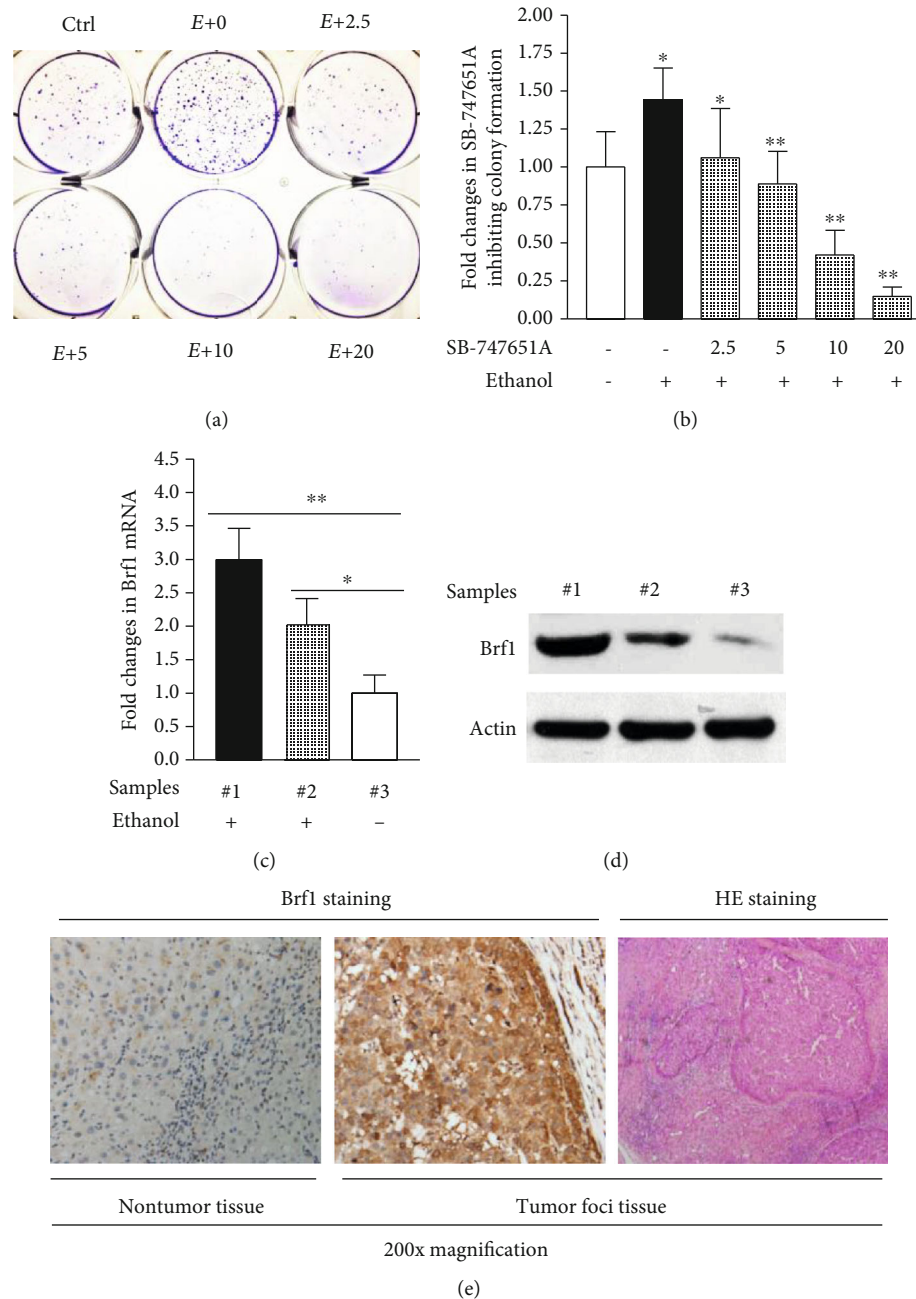 Ctrl E+0 E+2.5
E+5 E+10 E+20
(a)
Fold changes in SB-747651A
inhibiting colony formation
2.00
1.75
1.50
1.25
1.00
0.75
0.50
0.25
0.00
* * ** ** **
SB-747651A - - 2.5 5 10 20
Ethanol - + + + + +
(b)
Fold changes in Brf1 mRNA
4.5
4.0
3.5
3.0
2.5
2.0
1.5
1.0
0.5
0.0
**
*
Samples #1 #2 #3
Ethanol + + –
(c)
Samples #1 #2 #3
Brf1
Actin
(d)
Brf1 staining HE staining
Nontumor tissue Tumor foci tissue
200x magnification
(e)